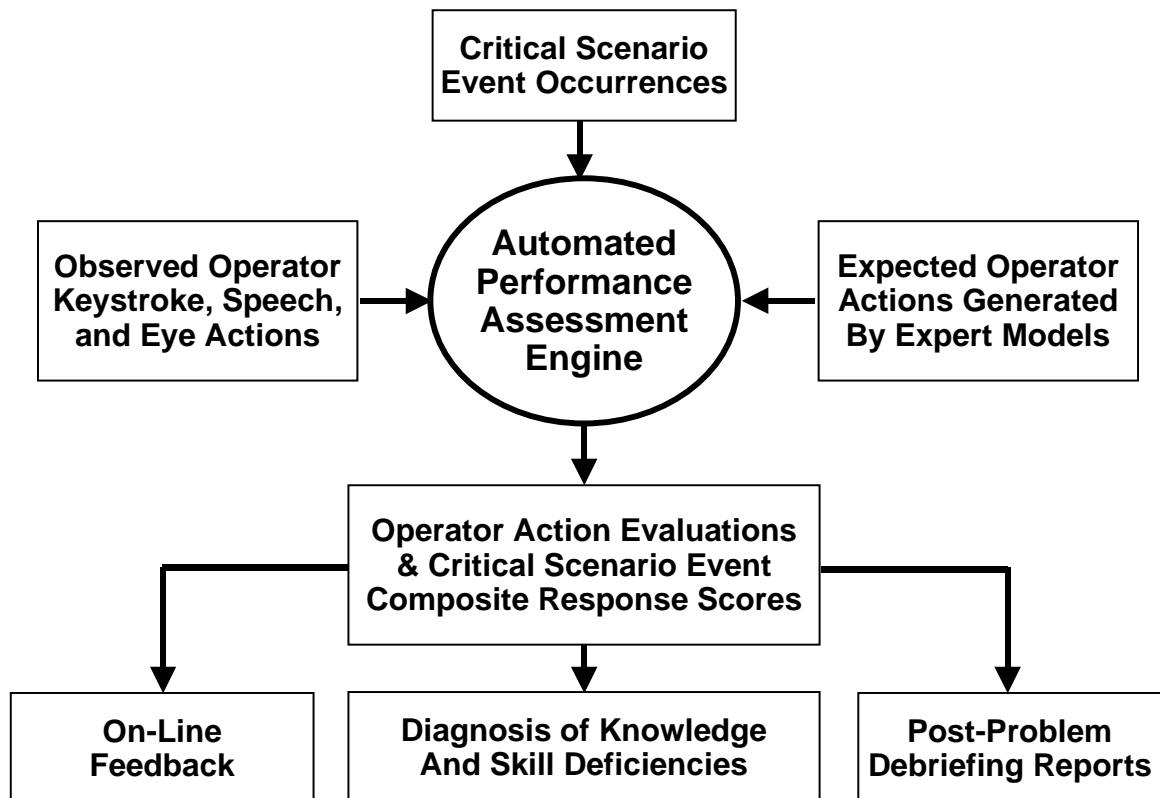 Critical Scenario
Event Occurrences
Observed Operator
Keystroke, Speech,
and Eye Actions
Automated
Performance
Assessment
Engine
Expected Operator
Actions Generated
By Expert Models
Operator Action Evaluations
& Critical Scenario Event
Composite Response Scores
On-Line
Feedback
Diagnosis of Knowledge
And Skill Deficiencies
Post-Problem
Debriefing Reports